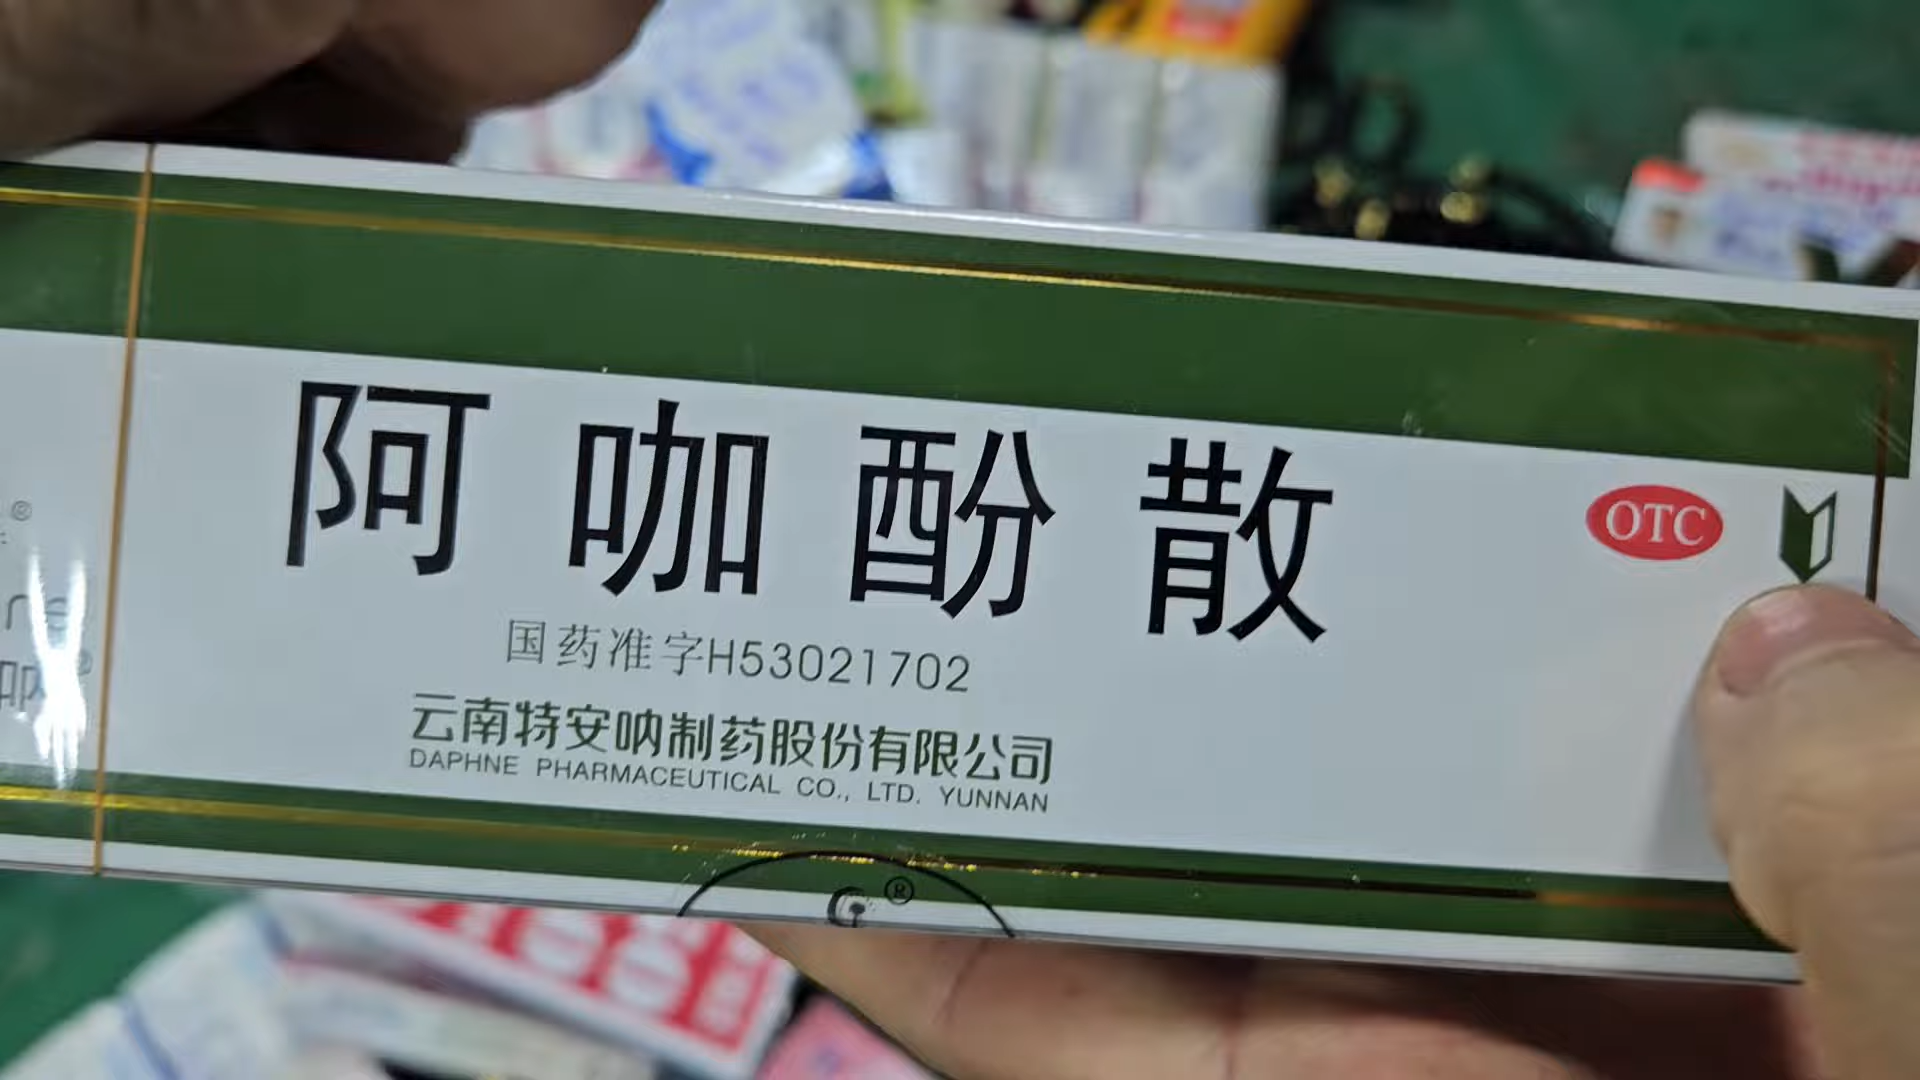 阿咖酚散
OTC
国药准字H53021702
云南特安呐制药股份有限公司
DAPHNE PHARMACEUTICAL CO., LTD. YUNNAN
G®